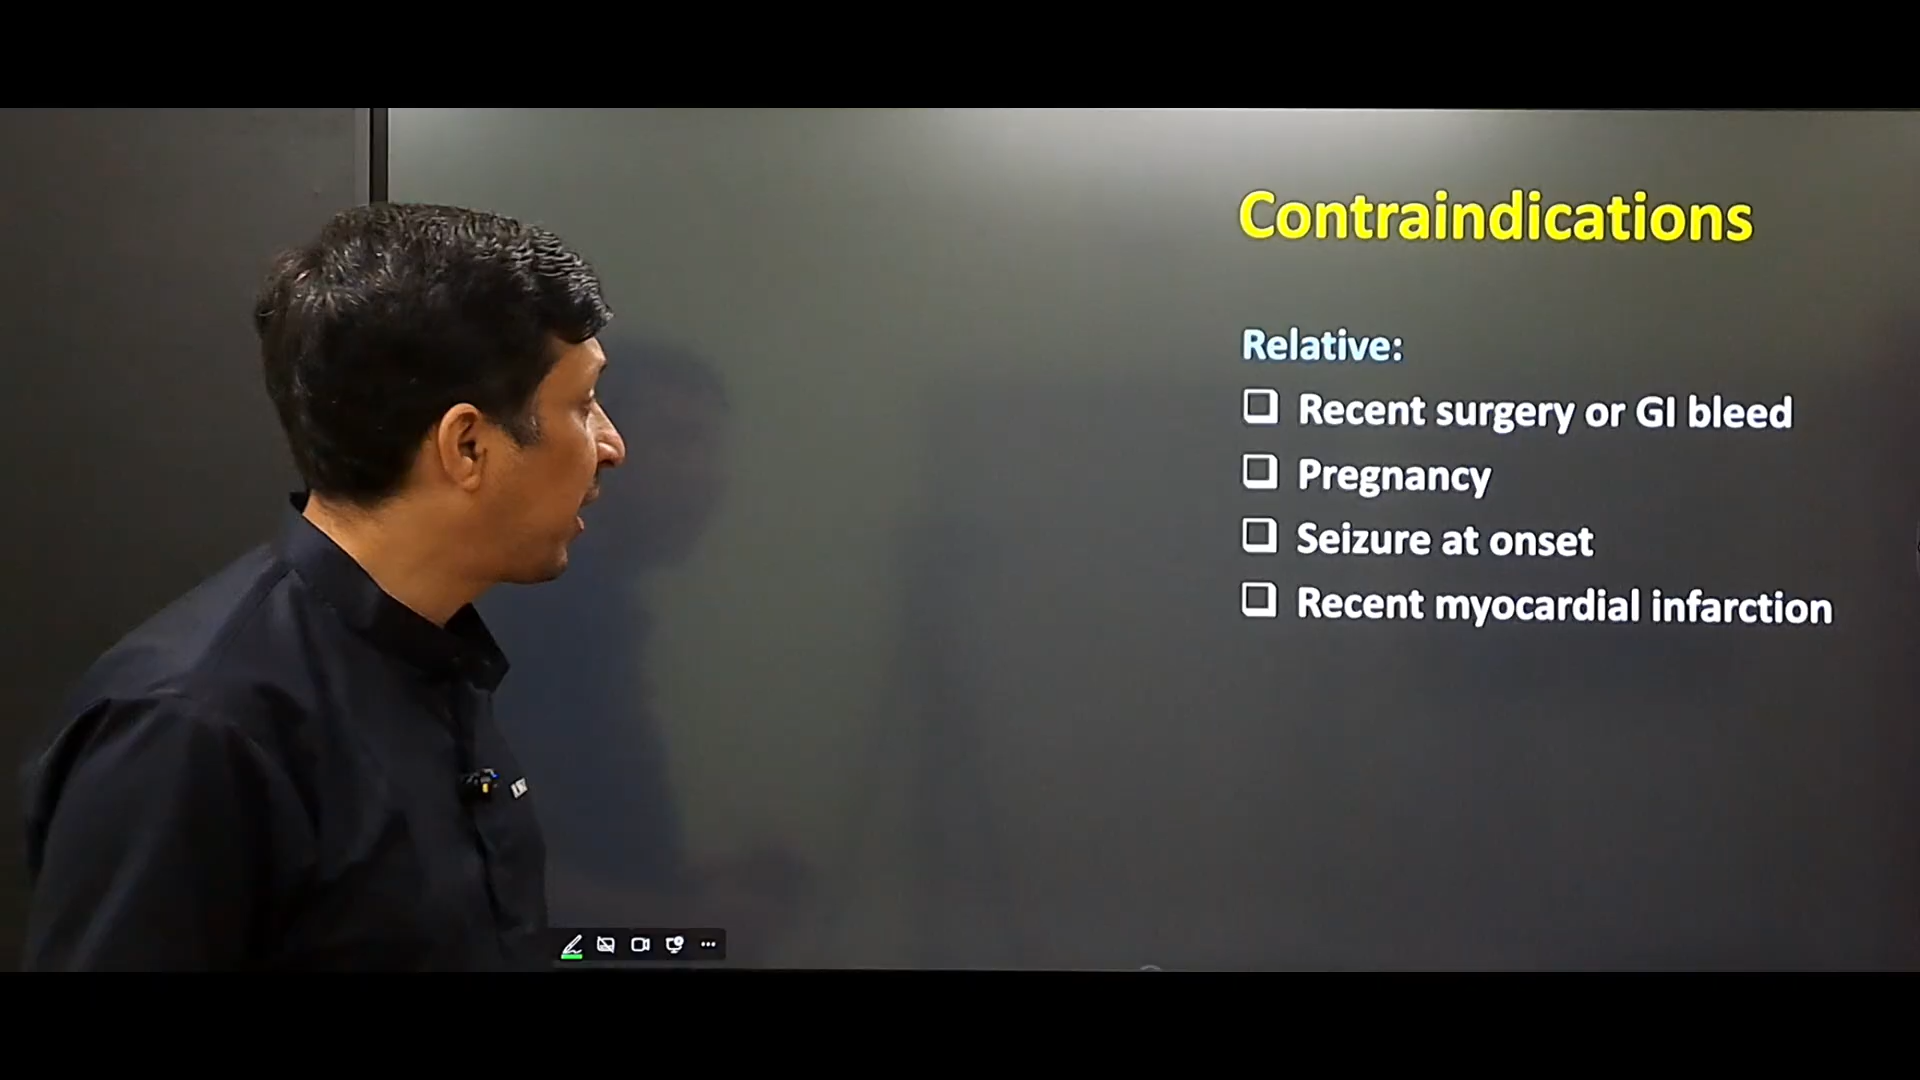 Contraindications
Relative:
Recent surgery or GI bleed
Pregnancy
Seizure at onset
Recent myocardial infarction